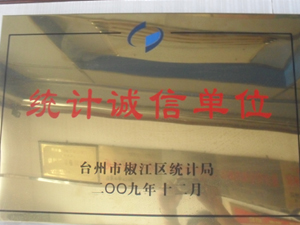 统计诚信单位
台州市椒江区统计局
二〇〇九年十二月